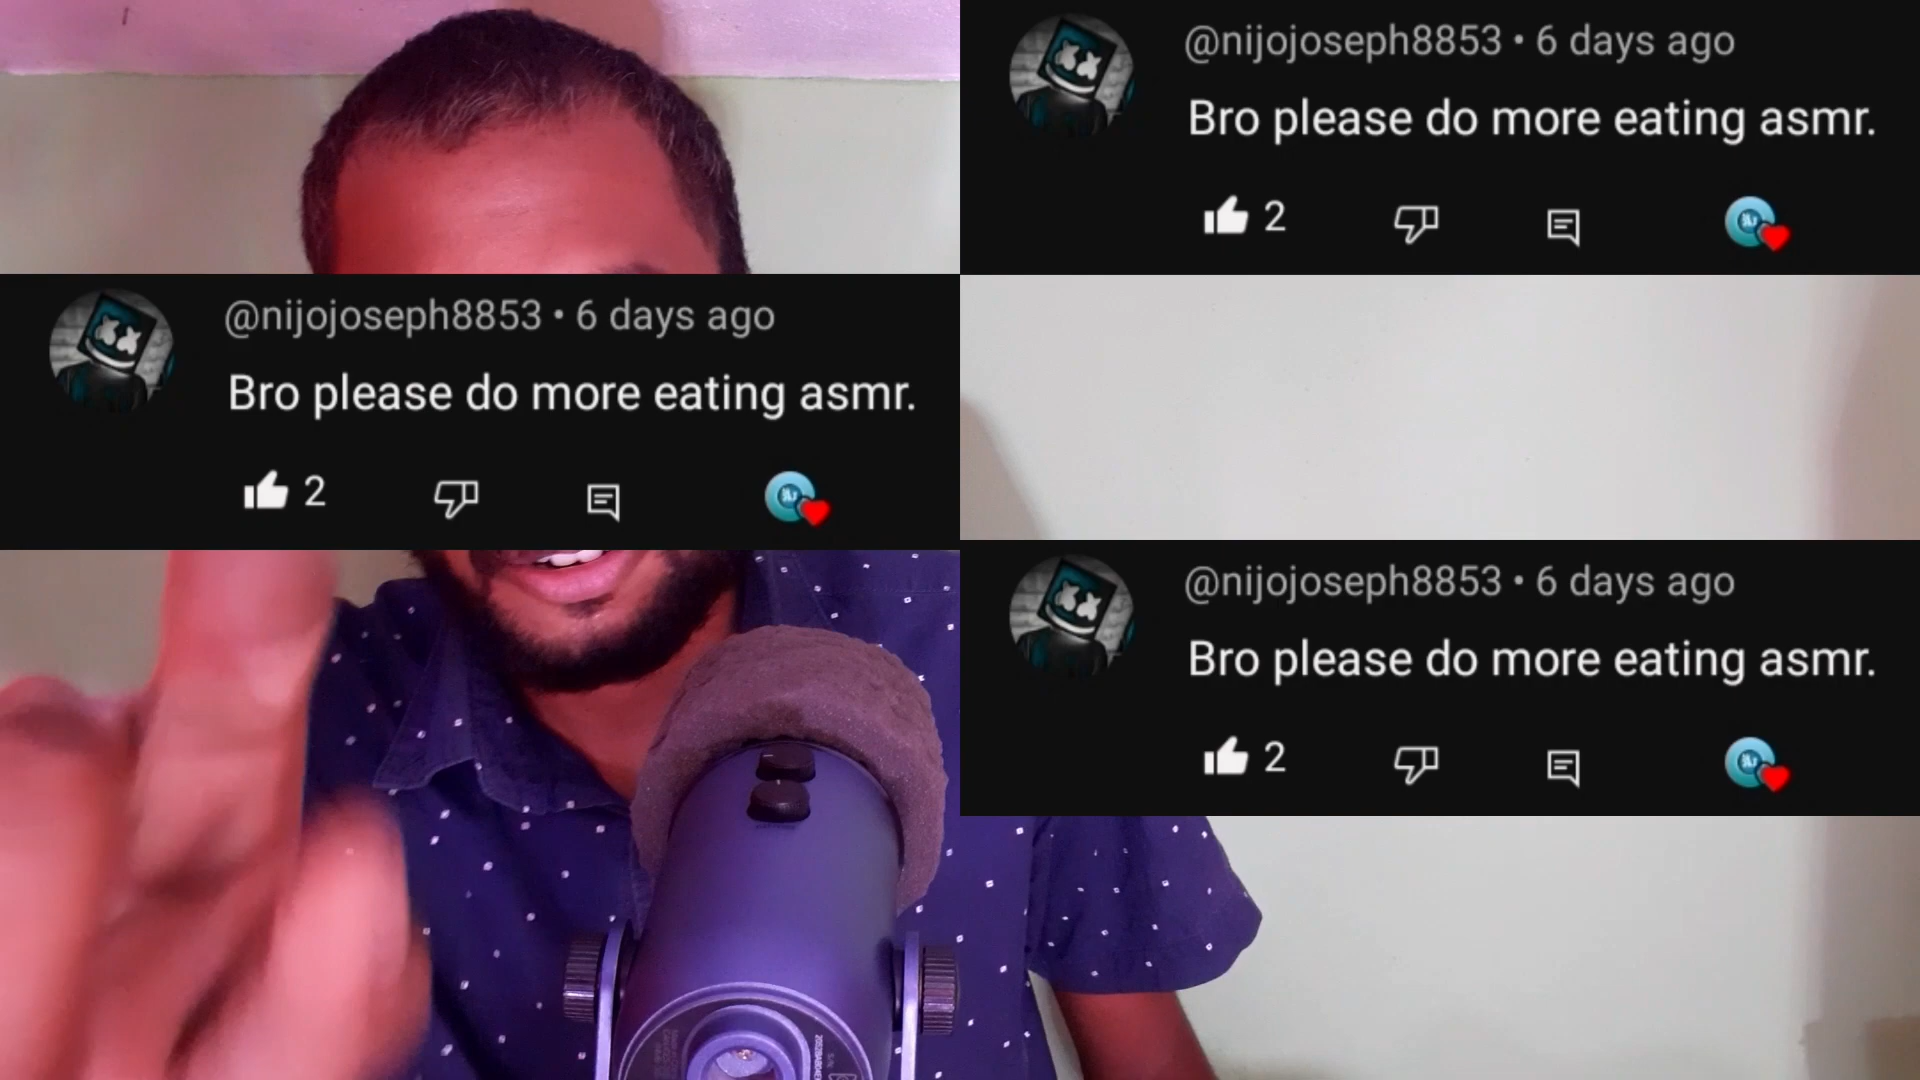 @nijojoseph8853 • 6 days ago
Bro please do more eating asmr.
2
@nijojoseph8853 • 6 days ago
Bro please do more eating asmr.
2
@nijojoseph8853 • 6 days ago
Bro please do more eating asmr.
2